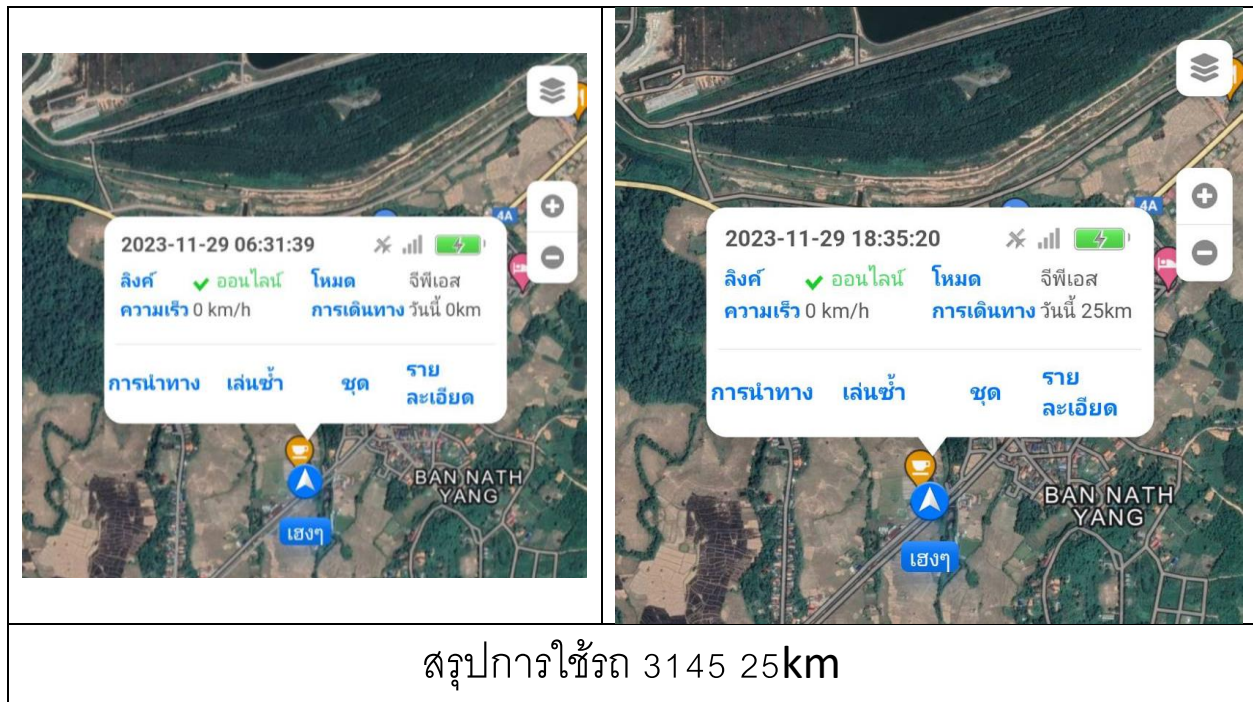 4A
2023-11-29 06:31:39
ลิงค์ ออนไลน์ โหมด จีพีเอส
ความเร็ว 0 km/h การเดินทาง วันนี้ 0km
การนำทาง เล่นซ้ำ ชุด ราย
ละเอียด
BAN NATH
YANG
เฮงๆ
4A
2023-11-29 18:35:20
ลิงค์ ออนไลน์ โหมด จีพีเอส
ความเร็ว 0 km/h การเดินทาง วันนี้ 25km
การนำทาง เล่นซ้ำ ชุด ราย
ละเอียด
BAN NATH
YANG
เฮงๆ
สรุปการใช้รถ 3145 25km